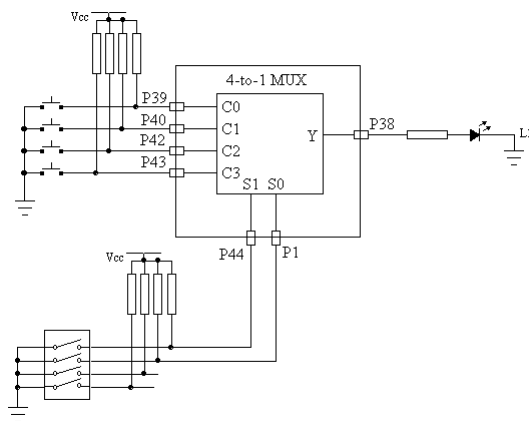 Vcc
4-to-1 MUX
P39
C0
P40
C1
P42
C2
P43
C3
Y
P38
S1 S0
P44
P1
Vcc